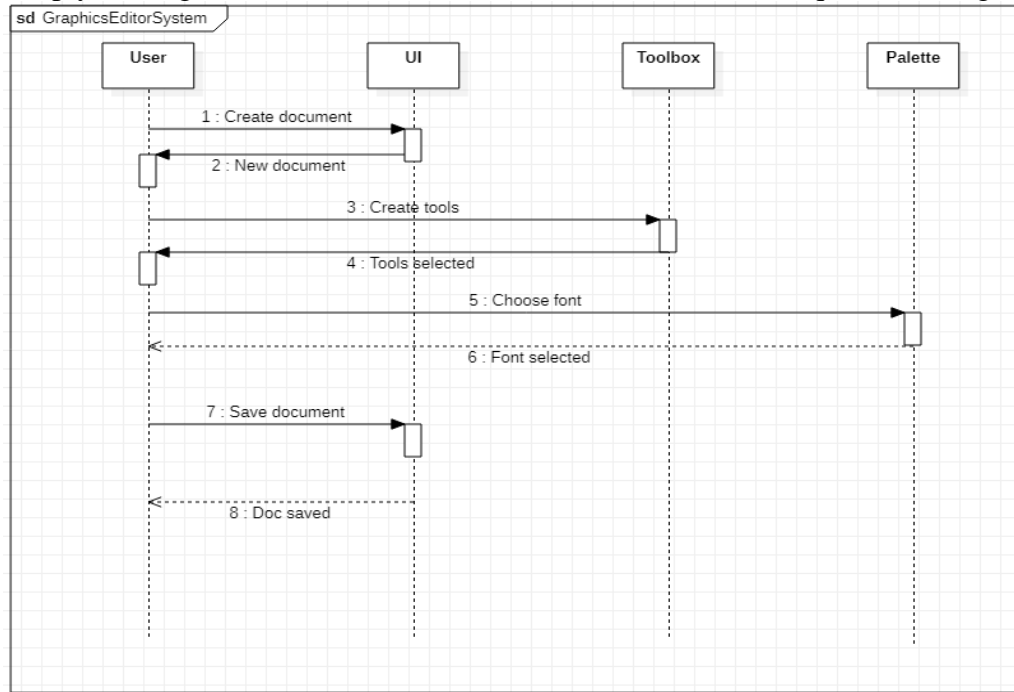 sd GraphicsEditorSystem
User
UI
Toolbox
Palette
1 : Create document
2 : New document
3 : Create tools
4 : Tools selected
5 : Choose font
6 : Font selected
7 : Save document
8 : Doc saved